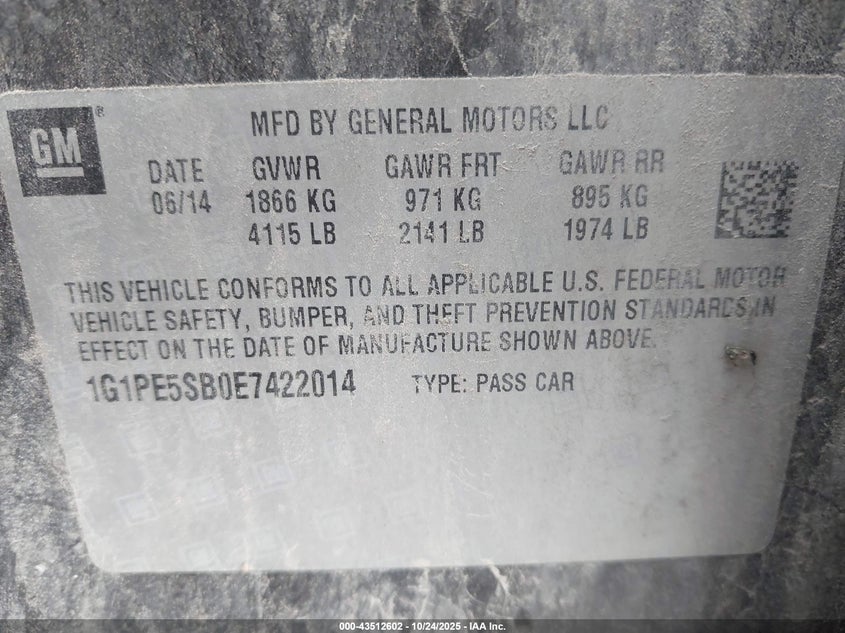 GM ®
MFD BY GENERAL MOTORS LLC
DATE GVWR GAWR FRT GAWR RR
06/14 1866 KG 971 KG 895 KG
4115 LB 2141 LB 1974 LB
THIS VEHICLE CONFORMS TO ALL APPLICABLE U.S. FEDERAL MOTOR
VEHICLE SAFETY, BUMPER, AND THEFT PREVENTION STANDARDS IN
EFFECT ON THE DATE OF MANUFACTURE SHOWN ABOVE.
1G1PE5SB0E7422014 TYPE: PASS CAR
000-43512602 - 10/24/2025 - IAA Inc.